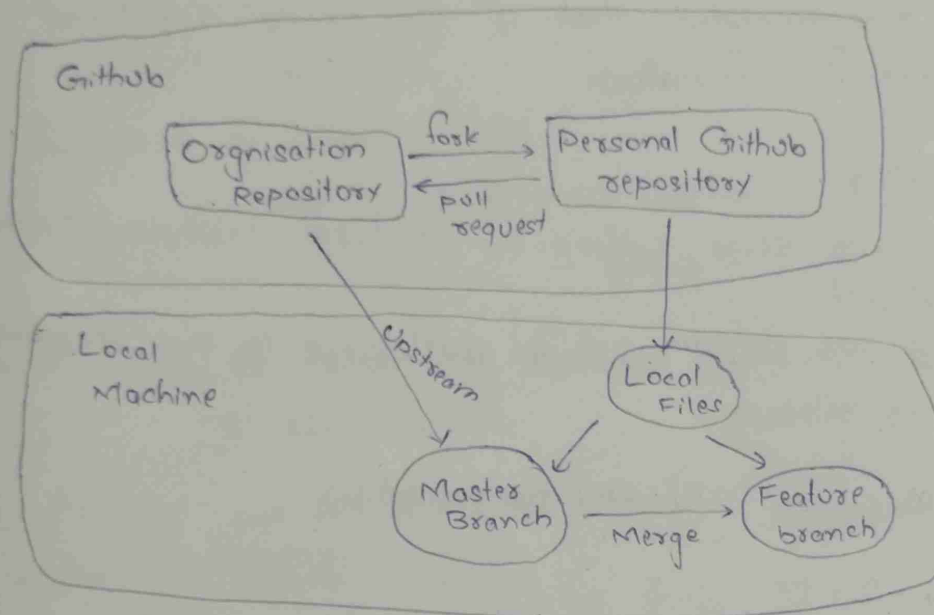 Github
Orgnisation
Repository
fork
pull
request
Personal Github
repository
Upstream
Local
Machine
Local
Files
Master
Branch
Merge
Feature
branch